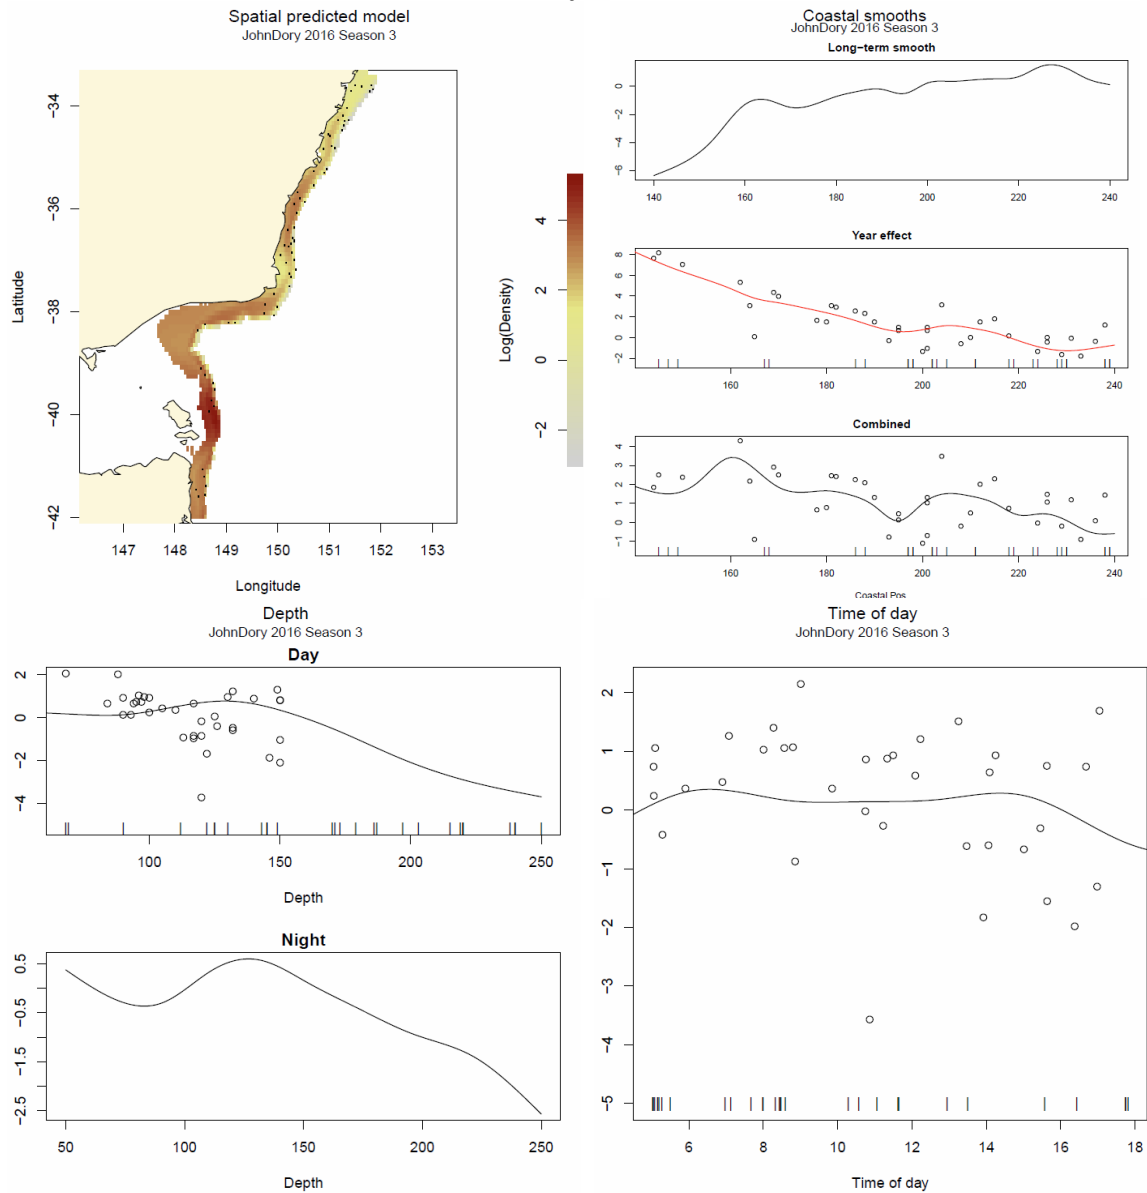 Spatial predicted model
JohnDory 2016 Season 3
−34
−36
−38
−40
−42
Latitude
147 148 149 150 151 152 153
Longitude
4
2
0
−2
Log(Density)
Coastal smooths
JohnDory 2016 Season 3
Long−term smooth
0
−2
−4
−6
140 160 180 200 220 240
Year effect
8
6
4
2
0
−2
160 180 200 220 240
Combined
4
3
2
1
0
−1
160 180 200 220 240
Coastal Pos
Depth
JohnDory 2016 Season 3
Day
2
0
−2
−4
100 150 200 250
Depth
Night
0.5
−0.5
−1.5
−2.5
50 100 150 200 250
Depth
Time of day
JohnDory 2016 Season 3
2
1
0
−1
−2
−3
−4
−5
6 8 10 12 14 16 18
Time of day